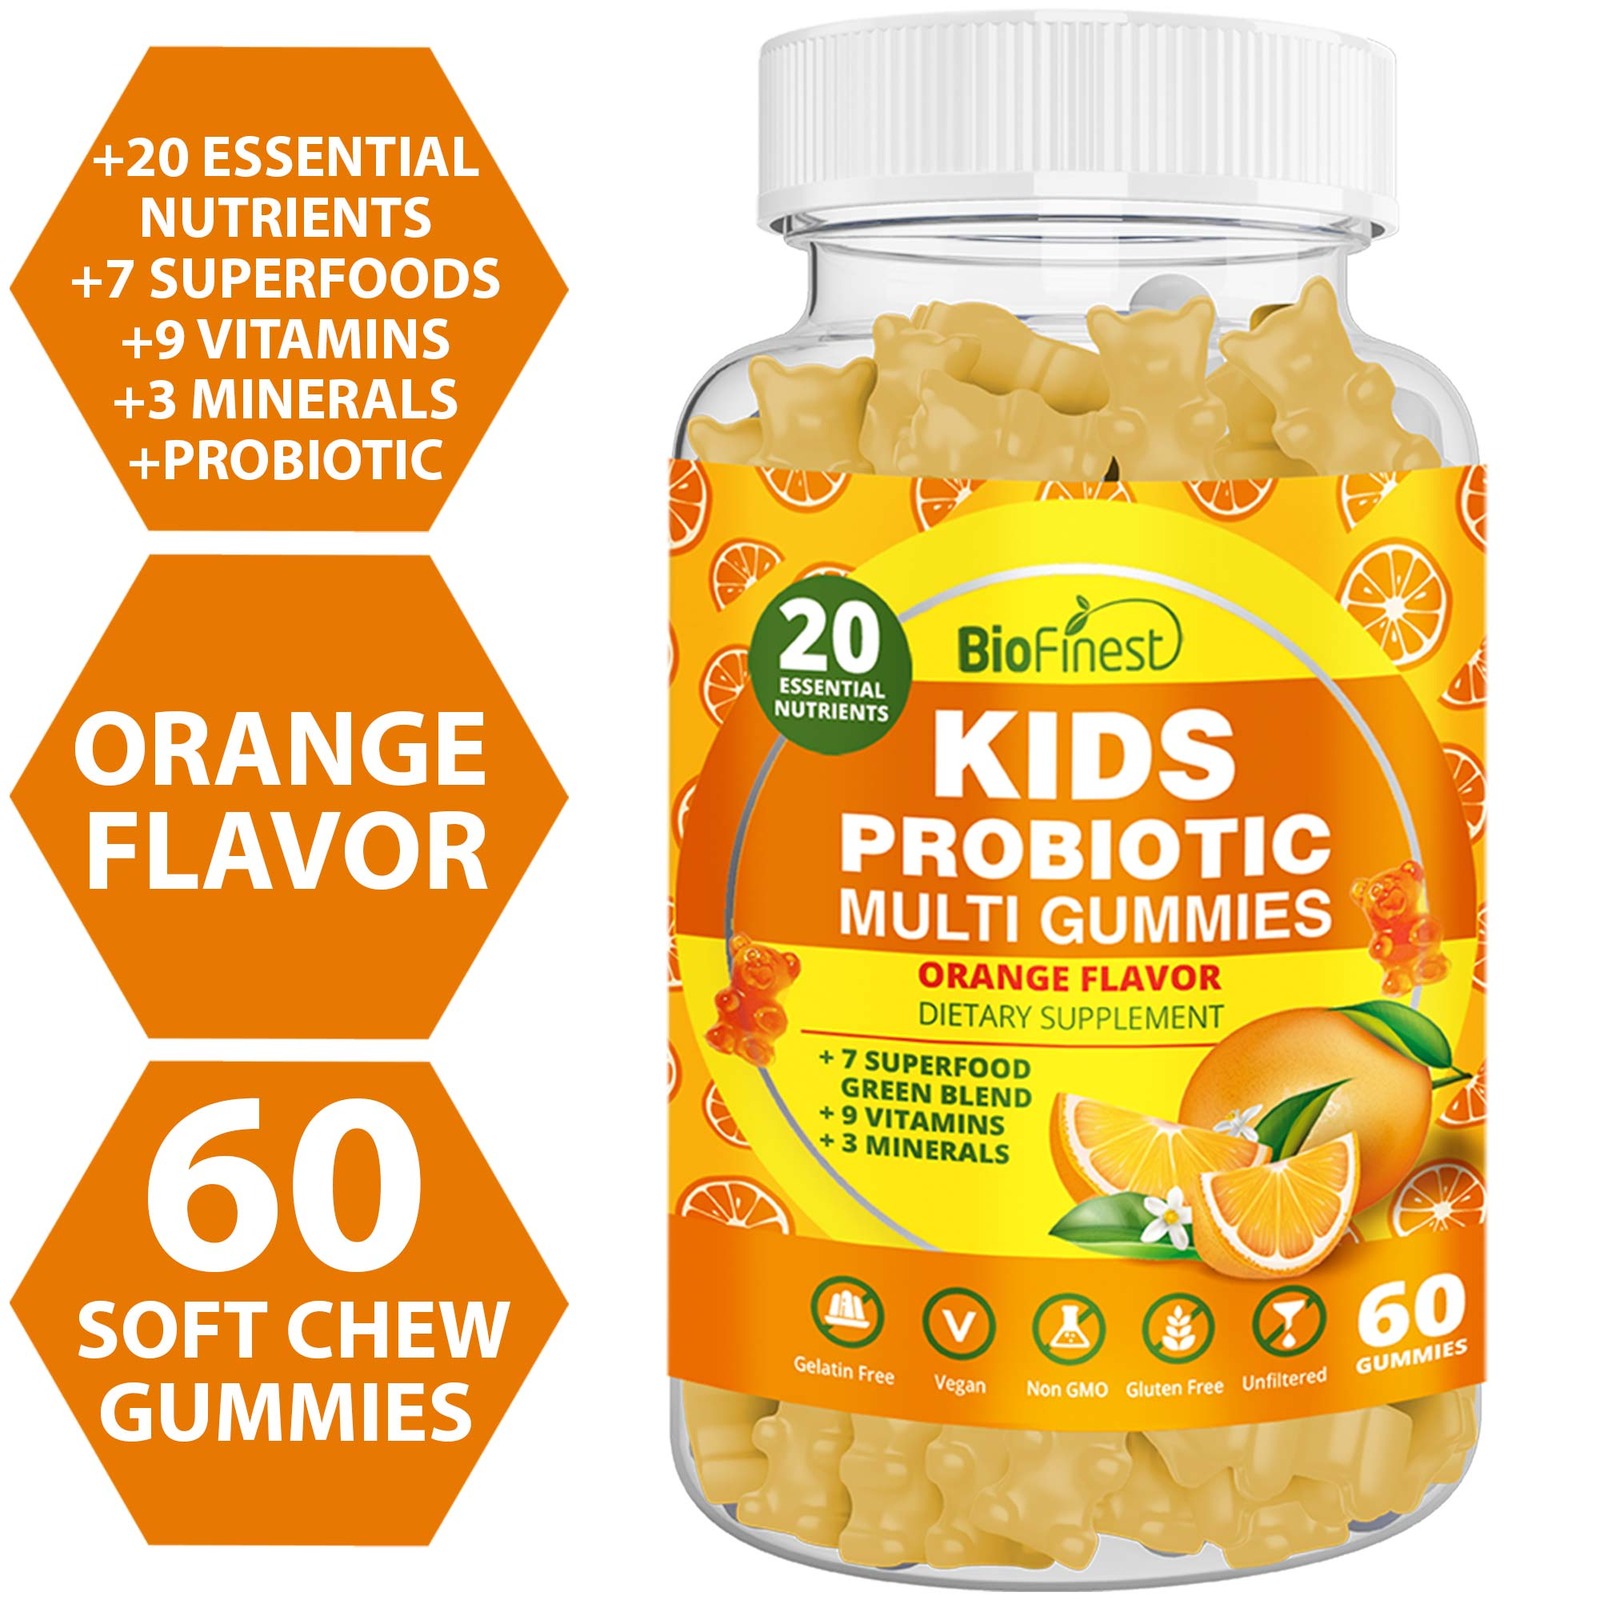 +20 ESSENTIAL
NUTRIENTS
+7 SUPERFOODS
+9 VITAMINS
+3 MINERALS
+PROBIOTIC
ORANGE
FLAVOR
60
SOFT CHEW
GUMMIES
20
ESSENTIAL
NUTRIENTS
BioFinest
KIDS
PROBIOTIC
MULTI GUMMIES
ORANGE FLAVOR
DIETARY SUPPLEMENT
+ 7 SUPERFOOD
GREEN BLEND
+ 9 VITAMINS
+ 3 MINERALS
Gelatin Free
V
Vegan
Non GMO
Gluten Free
Unfiltered
60
GUMMIES